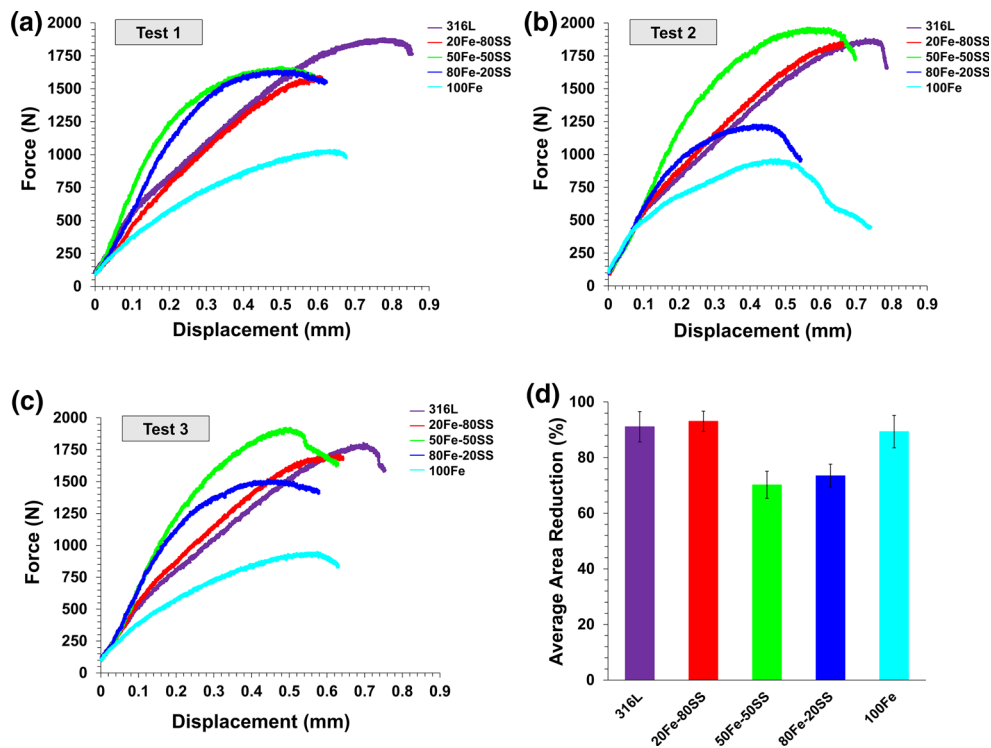 (a)
Test 1
316L
20Fe-80SS
50Fe-50SS
80Fe-20SS
100Fe
Force (N)
2000
1750
1500
1250
1000
750
500
250
0
0 0.1 0.2 0.3 0.4 0.5 0.6 0.7 0.8 0.9
Displacement (mm)
(b)
Test 2
316L
20Fe-80SS
50Fe-50SS
80Fe-20SS
100Fe
Force (N)
2000
1750
1500
1250
1000
750
500
250
0
0 0.1 0.2 0.3 0.4 0.5 0.6 0.7 0.8 0.9
Displacement (mm)
(c)
Test 3
316L
20Fe-80SS
50Fe-50SS
80Fe-20SS
100Fe
Force (N)
2000
1750
1500
1250
1000
750
500
250
0
0 0.1 0.2 0.3 0.4 0.5 0.6 0.7 0.8 0.9
Displacement (mm)
(d)
Average Area Reduction (%)
100
80
60
40
20
0
316L
20Fe-80SS
50Fe-50SS
80Fe-20SS
100Fe